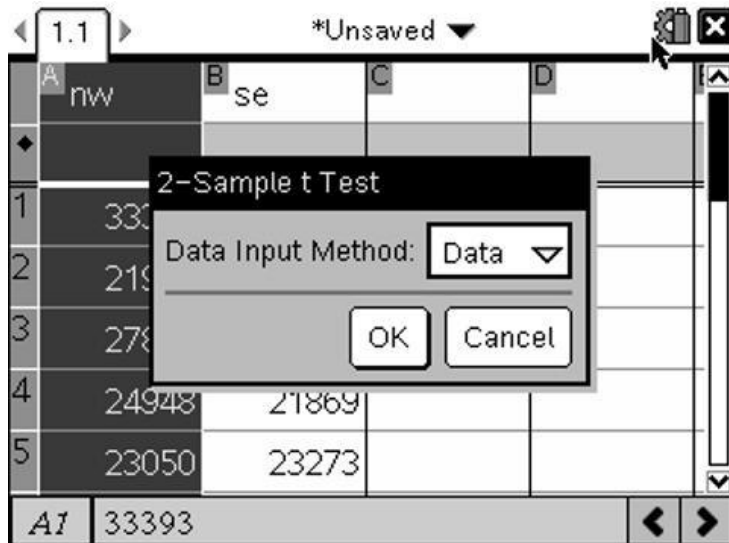 1.1 *Unsaved
A nw B se C D
2-Sample t Test
1
Data Input Method: Data
2
3 OK Cancel
4 24948 21869
5 23050 23273
A1 33393